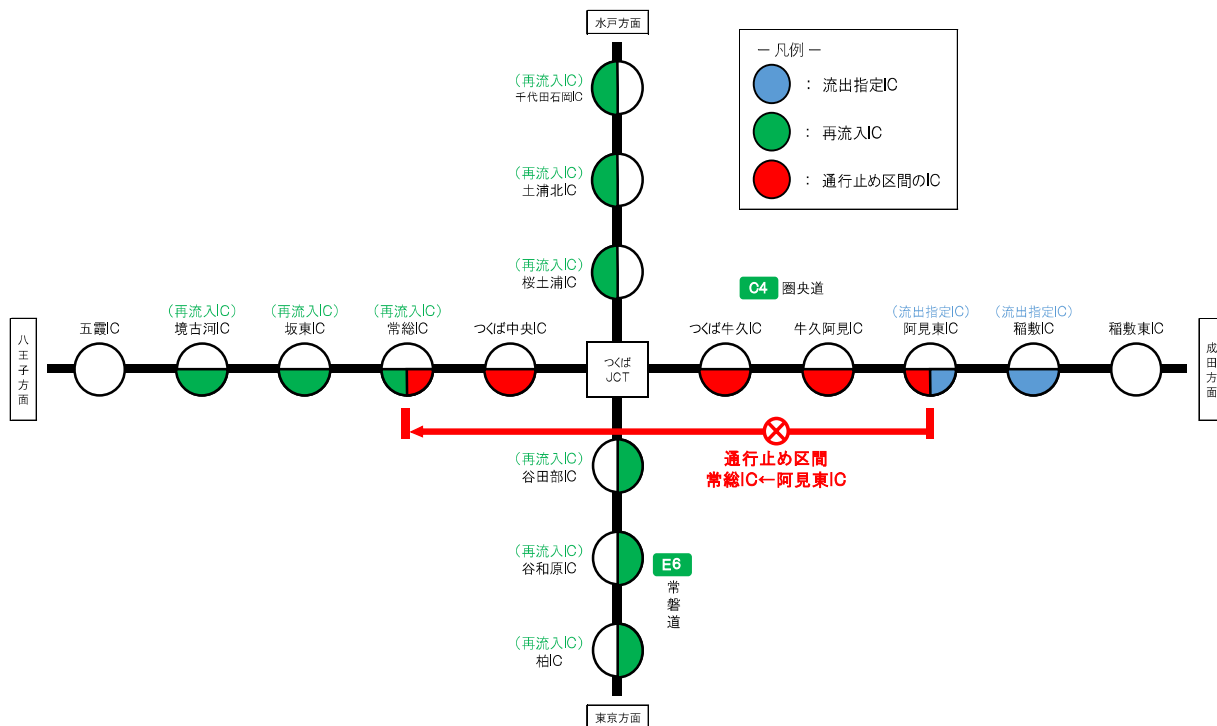 水戸方面
(再流入IC)
千代田石岡IC
(再流入IC)
土浦北IC
(再流入IC)
桜土浦IC
― 凡例 ―
： 流出指定IC
： 再流入IC
： 通行止め区間のIC
C4 圏央道
八王子方面
五霞IC
(再流入IC)
境古河IC
(再流入IC)
坂東IC
(再流入IC)
常総IC
つくば中央IC
つくば
JCT
つくば牛久IC
牛久阿見IC
(流出指定IC)
阿見東IC
(流出指定IC)
稲敷IC
稲敷東IC
成田方面
通行止め区間
常総IC←阿見東IC
(再流入IC)
谷田部IC
(再流入IC)
谷和原IC
E6
常磐道
(再流入IC)
柏IC
東京方面